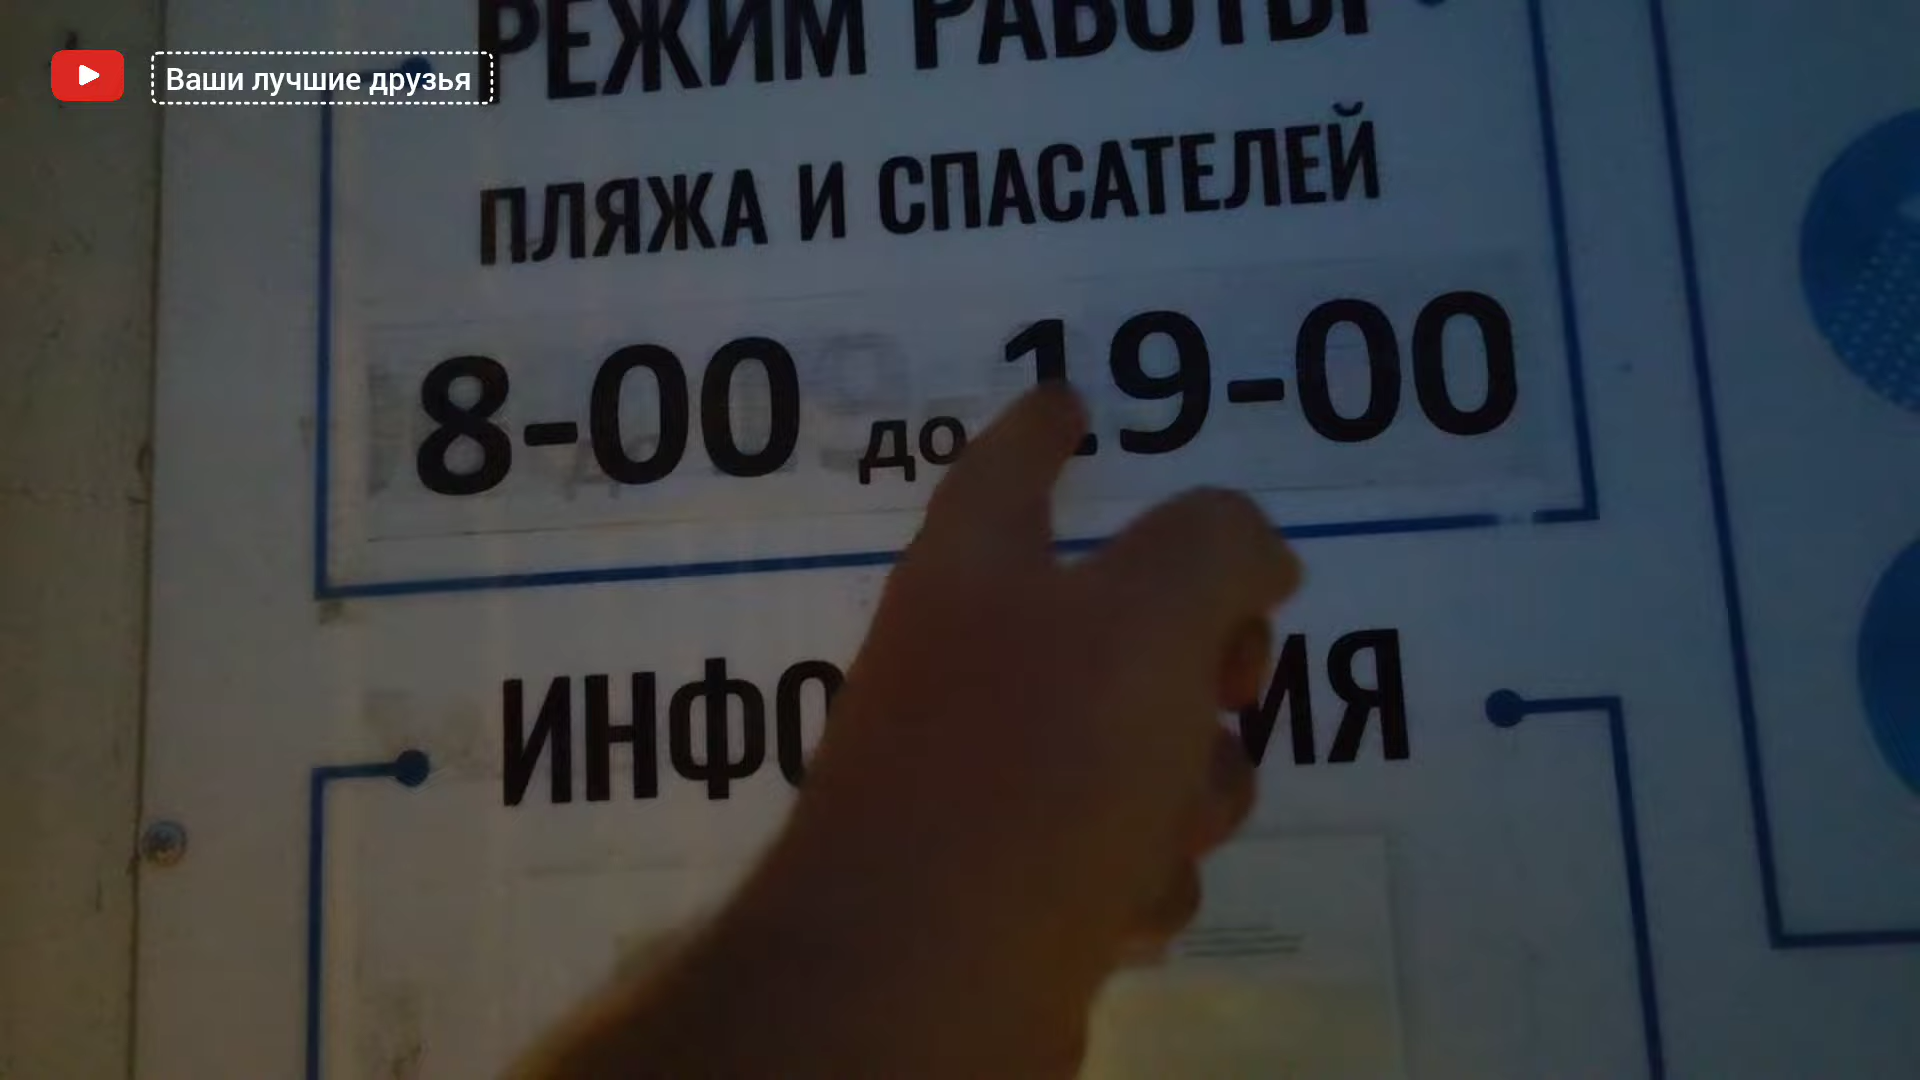 Ваши лучшие друзья
РЕЖИМ РАБОТЫ
ПЛЯЖА И СПАСАТЕЛЕЙ
8-00 до 19-00